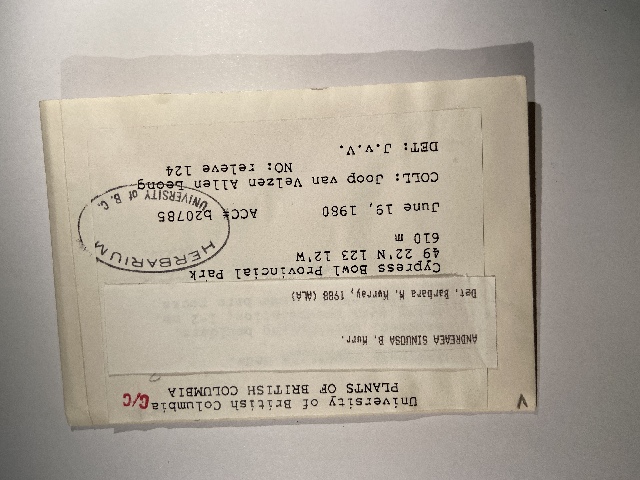 University of British Columbia C/C
PLANTS OF BRITISH COLUMBIA
ANDREAEA SINUOSA B. Murr.
Det. Barbara M. Murray, 1988 (ALA)
Cypress Bowl Provincial Park
49 22'N 123 12'W
610 m
June 19, 1980 ACC# b20785
COLL: Joop van Velzen Allen Beong
NO: releve 124
DET: J.v.V.
HERBARIUM
UNIVERSITY of B. C.